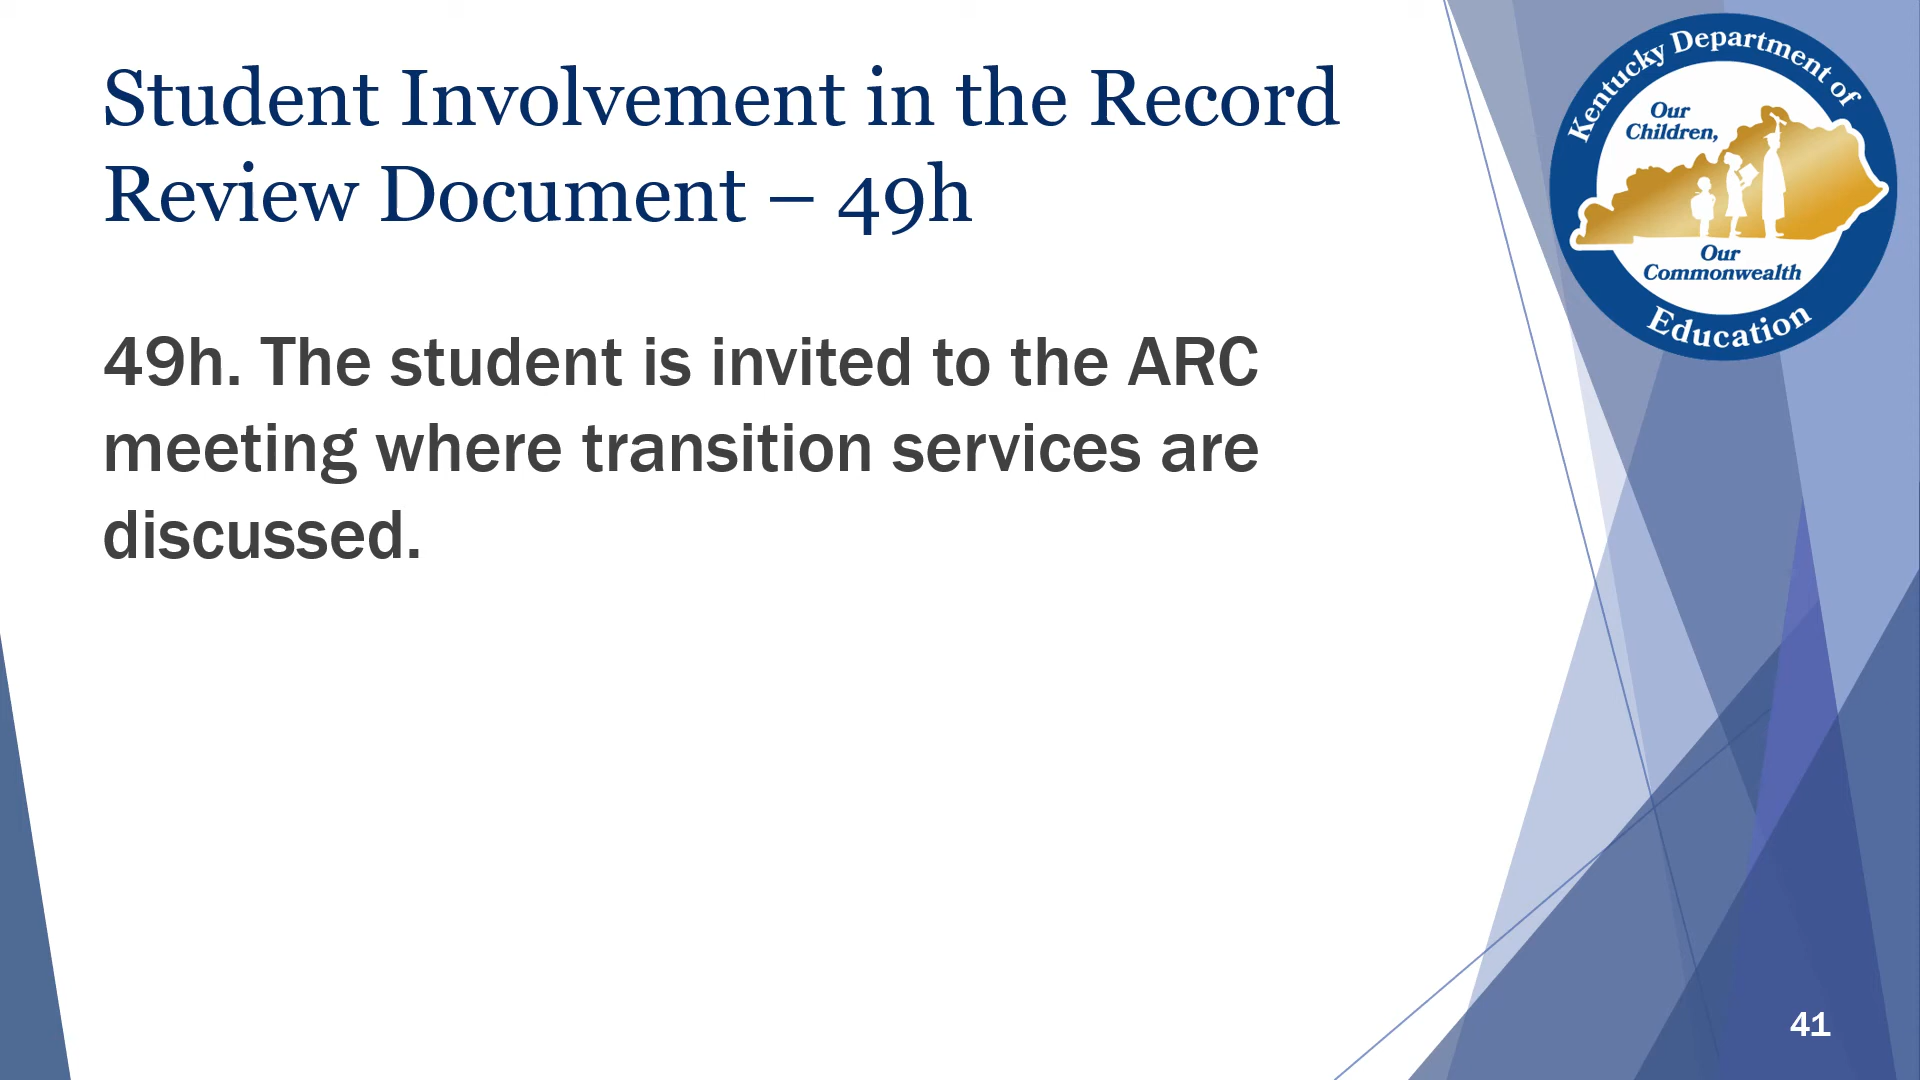 Student Involvement in the Record
Review Document – 49h
49h. The student is invited to the ARC
meeting where transition services are
discussed.
Kentucky Department of
Our
Children,
Our
Commonwealth
Education
41